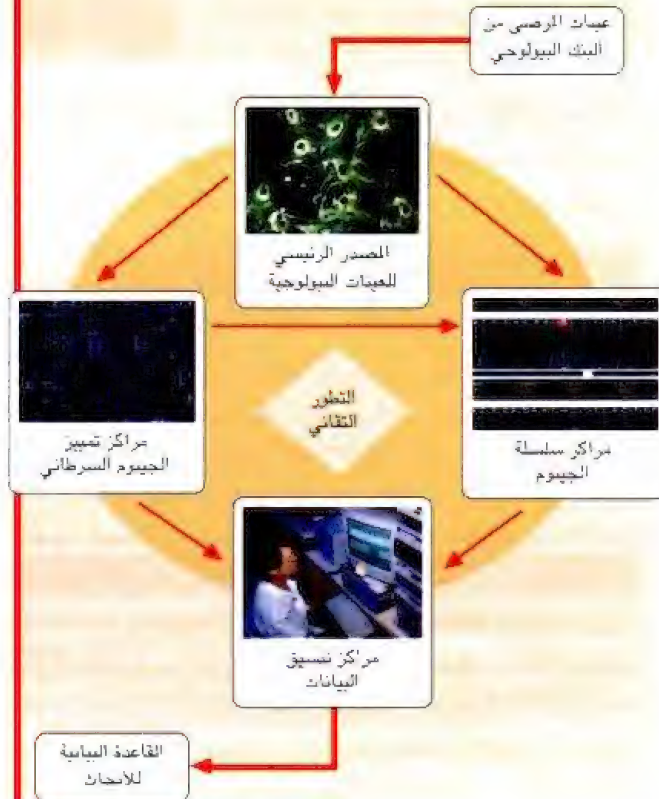 عينات المرضى من
البنك البيولوجي
المصدر الرئيسي
للعينات البيولوجية
مراكز تمييز
الجينوم السرطاني
مراكز سلسلة
الجينوم
التطور
التقاني
مراكز تنسيق
البيانات
القاعدة البيانية
للأبحاث